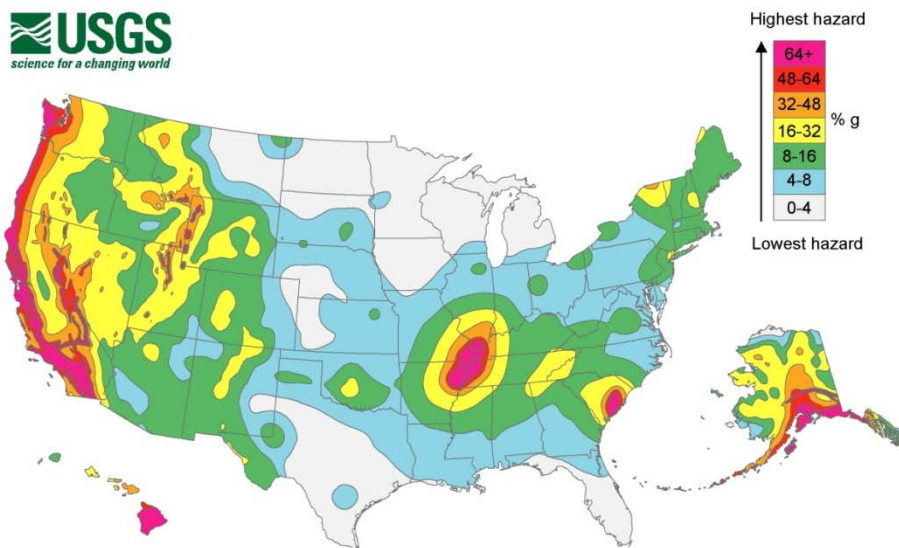 USGS
science for a changing world
Highest hazard
64+
48-64
32-48
16-32
8-16
4-8
0-4
% g
Lowest hazard